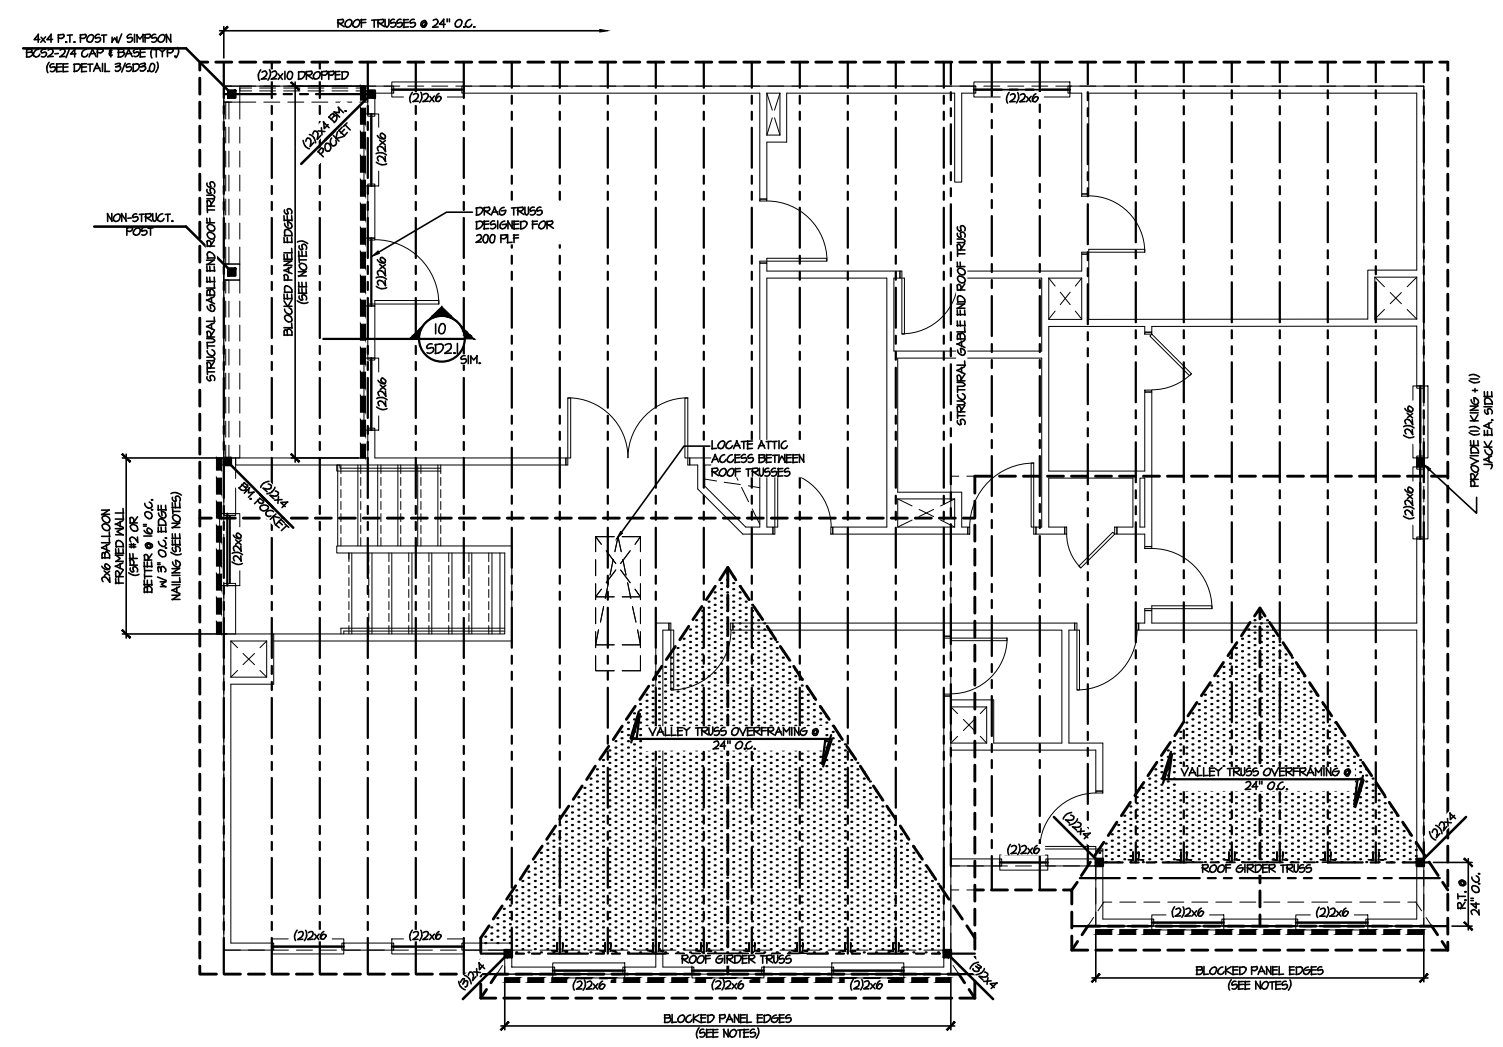 ROOF TRUSSES @ 24" O.C.
4x4 P.T. POST w/ SIMPSON
BCS2-2/4 CAP & BASE (TYP.)
(SEE DETAIL 3/SD3.0)
(2)2x10 DROPPED
(2)2x6
(2)2x6
(2)2x4 BM.
POCKET
(2)2x6
NON-STRUCT.
POST
STRUCTURAL GABLE END ROOF TRUSS
BLOCKED PANEL EDGES
(SEE NOTES)
DRAG TRUSS
DESIGNED FOR
200 PLF
(2)2x6
10
SD2.1
SIM.
(2)2x6
STRUCTURAL GABLE END ROOF TRUSS
LOCATE ATTIC
ACCESS BETWEEN
ROOF TRUSSES
(2)2x6
(2)2x6
PROVIDE (1) KING + (1)
JACK EA. SIDE
2x6 BALLOON
FRAMED WALL
(SPF #2 OR
BETTER @ 16" O.C.
w/ 3" O.C. EDGE
NAILING (SEE NOTES)
(2)2x4
BM. POCKET
(2)2x6
VALLEY TRUSS OVERFRAMING @
24" O.C.
VALLEY TRUSS OVERFRAMING @
24" O.C.
(2)2x4
(2)2x4
(2)2x6
ROOF GIRDER TRUSS
R.T. @
24" O.C.
(2)2x6
(2)2x6
(2)2x6
(2)2x6
ROOF GIRDER TRUSS
(3)2x4
(3)2x4
(2)2x6
(2)2x6
(2)2x6
BLOCKED PANEL EDGES
(SEE NOTES)
BLOCKED PANEL EDGES
(SEE NOTES)